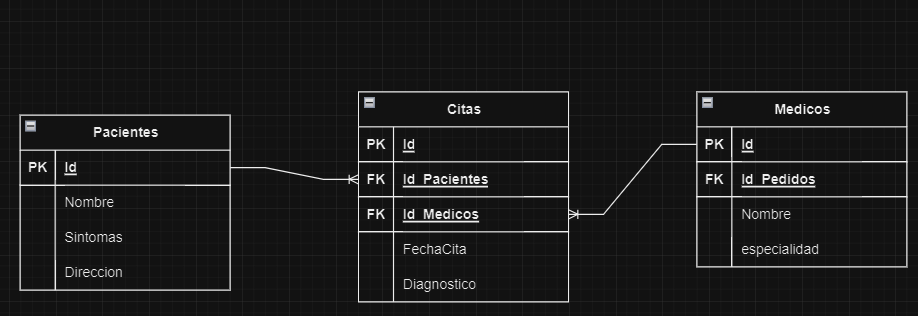 Pacientes
PK Id
Nombre
Sintomas
Direccion
Citas
PK Id
FK Id_Pacientes
FK Id_Medicos
FechaCita
Diagnostico
Medicos
PK Id
FK Id_Pedidos
Nombre
especialidad